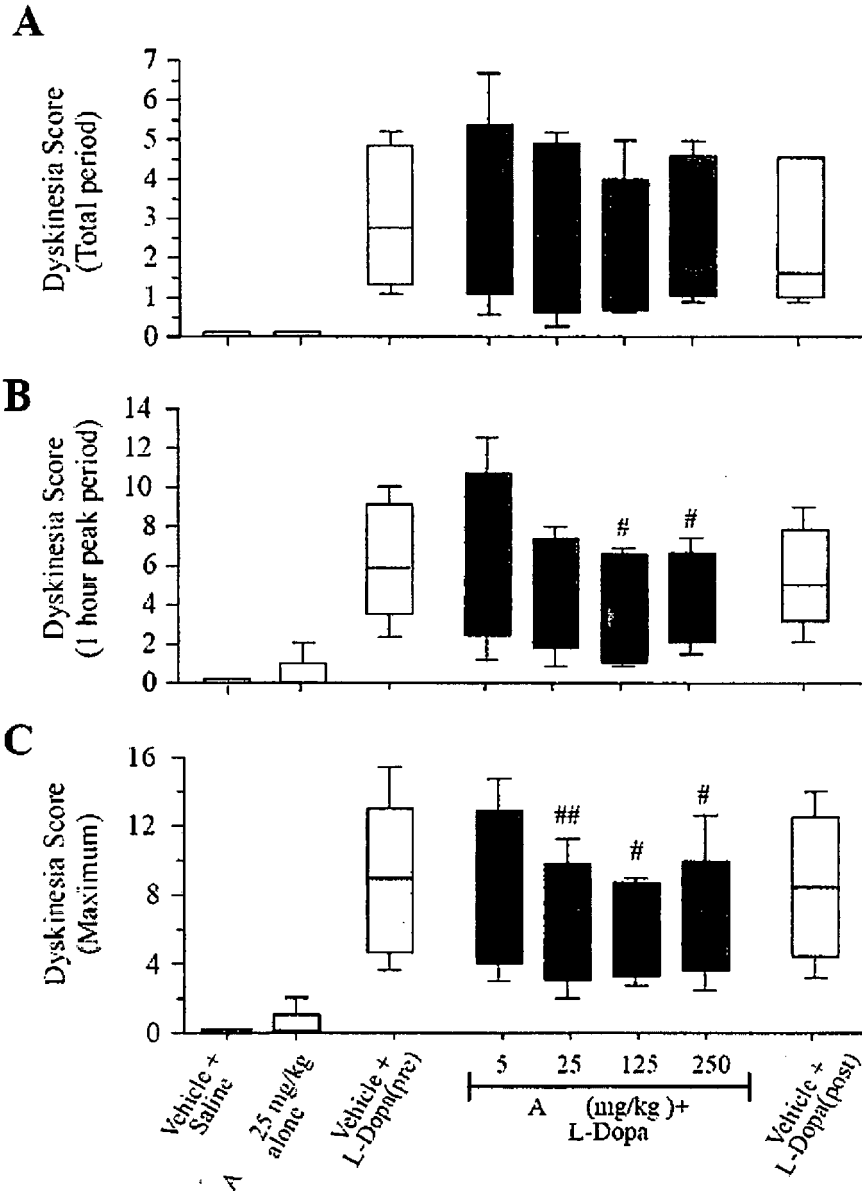 A
Dyskinesia Score
(Total period)
7
6
5
4
3
2
1
0
B
Dyskinesia Score
(1 hour peak period)
14
12
10
8
6
4
2
0
#
#
C
Dyskinesia Score
(Maximum)
16
12
8
4
0
##
#
#
Vehicle +
Saline
A 25 mg/kg
alone
Vehicle +
L-Dopa(pre)
5 25 125 250
A (mg/kg)+
L-Dopa
Vehicle +
L-Dopa(post)